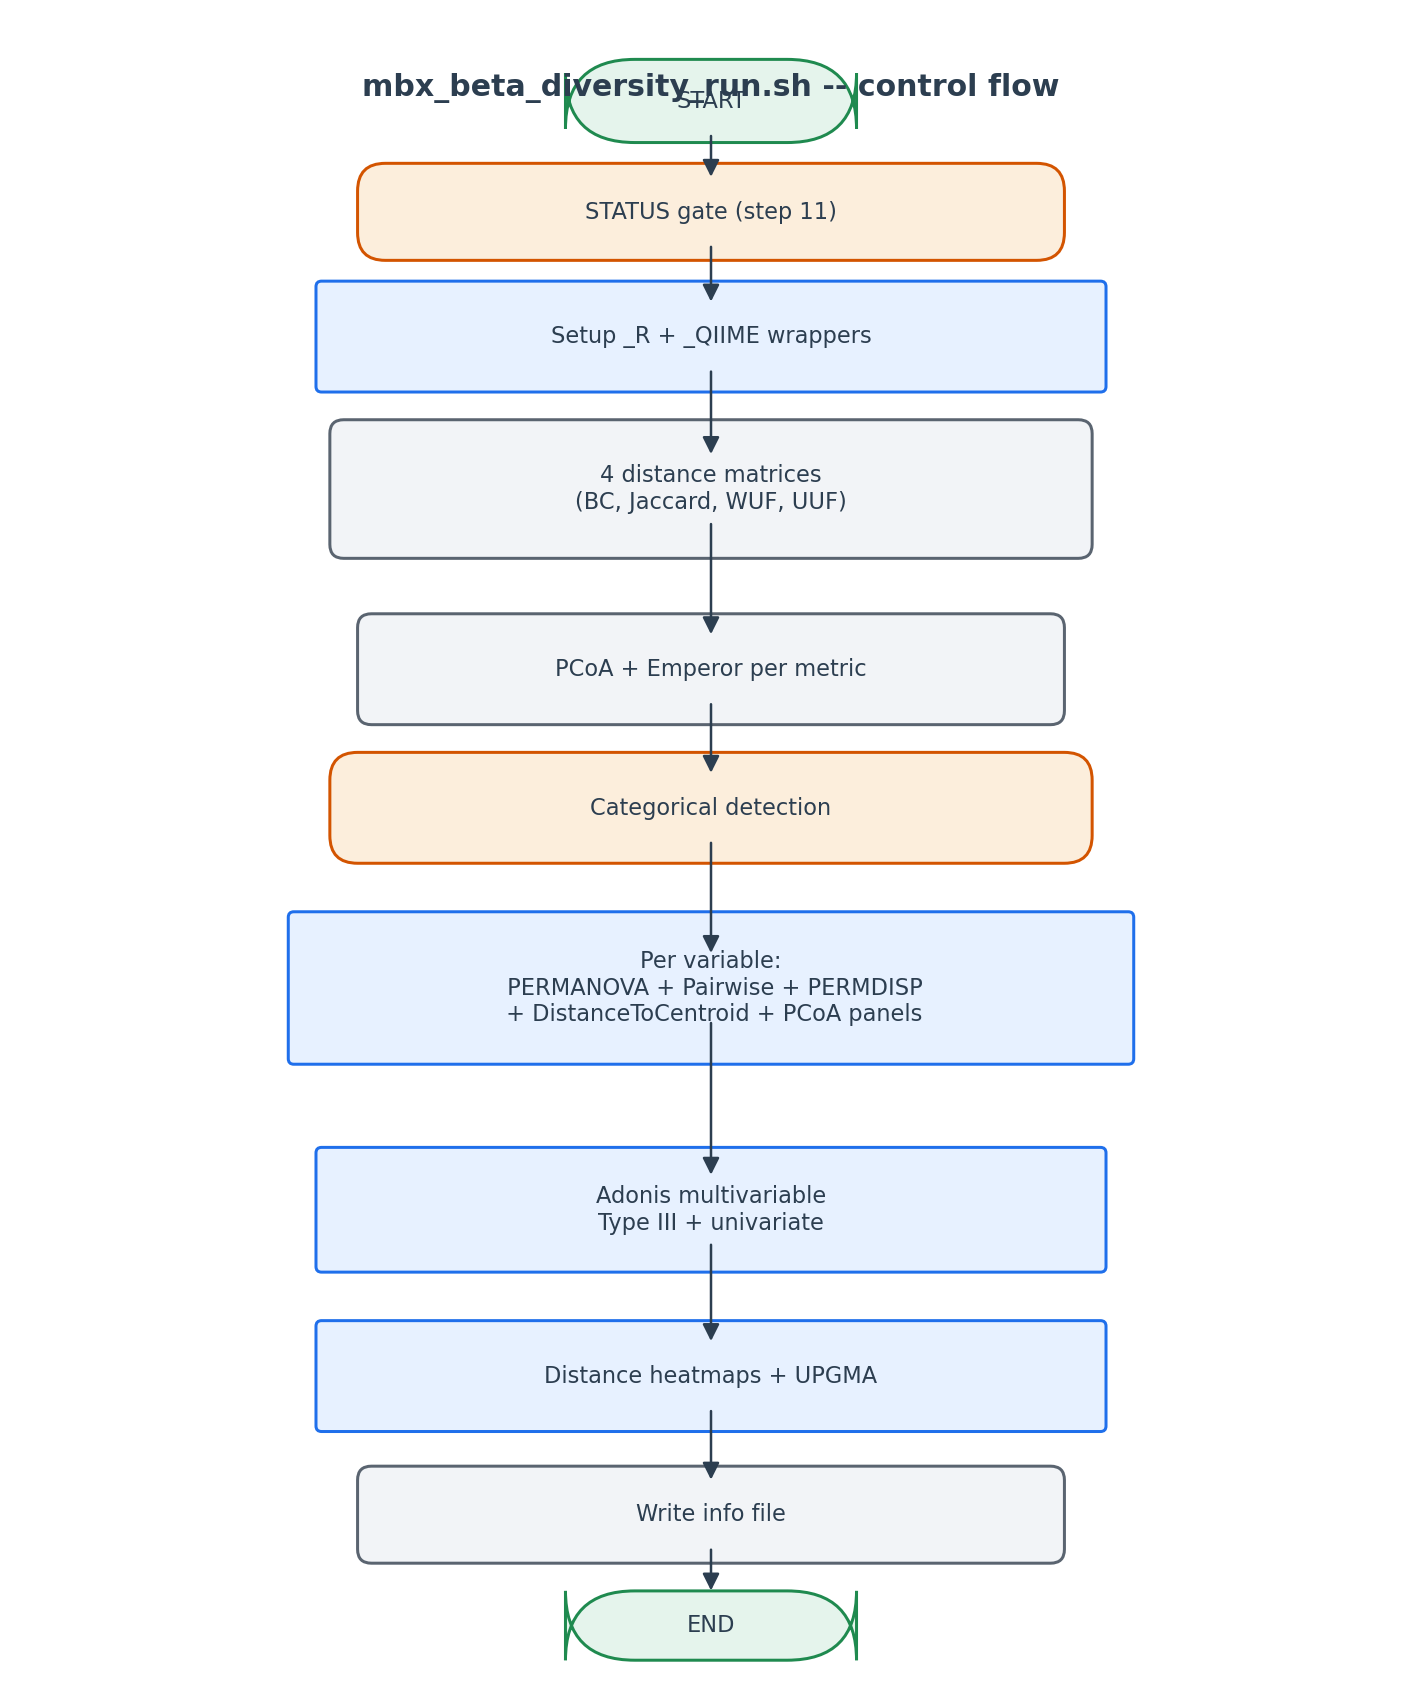 mbx_beta_diversity_run.sh -- control flow
START
STATUS gate (step 11)
Setup _R + _QIIME wrappers
4 distance matrices
(BC, Jaccard, WUF, UUF)
PCoA + Emperor per metric
Categorical detection
Per variable:
PERMANOVA + Pairwise + PERMDISP
+ DistanceToCentroid + PCoA panels
Adonis multivariable
Type III + univariate
Distance heatmaps + UPGMA
Write info file
END